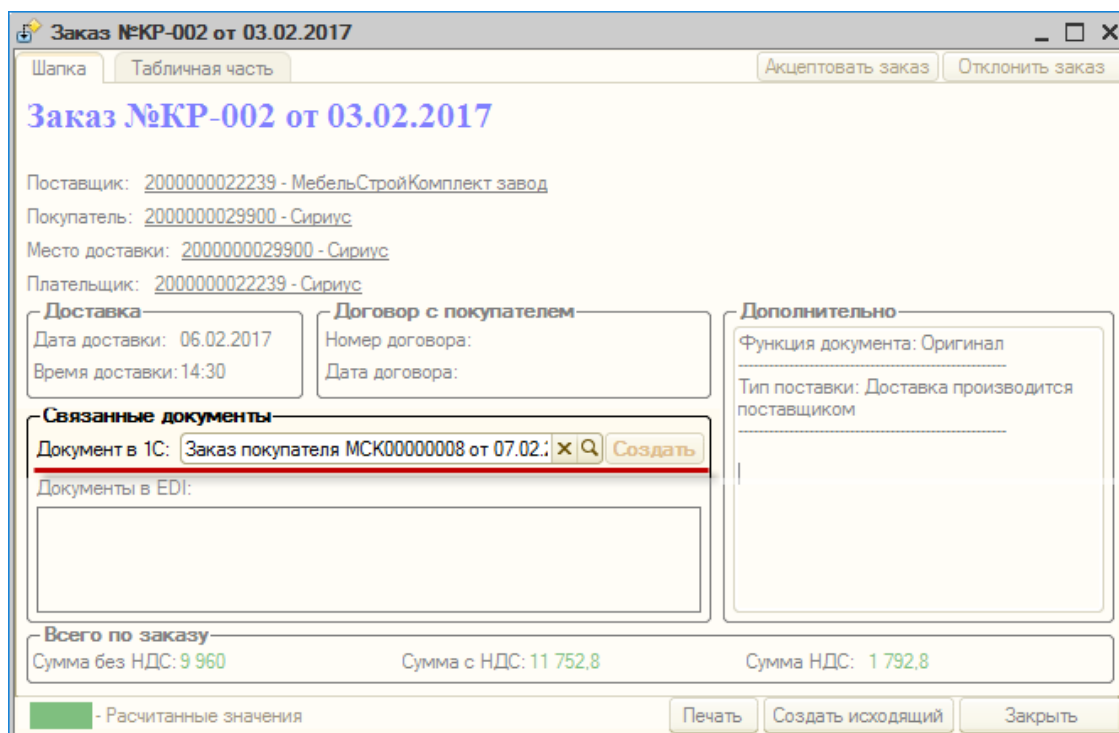 Заказ №КР-002 от 03.02.2017
Шапка Табличная часть Акцептовать заказ Отклонить заказ
Заказ №КР-002 от 03.02.2017
Поставщик: 2000000022239 - МебельСтройКомплект завод
Покупатель: 2000000029900 - Сириус
Место доставки: 2000000029900 - Сириус
Плательщик: 2000000022239 - Сириус
Доставка
Дата доставки: 06.02.2017
Время доставки: 14:30
Договор с покупателем
Номер договора:
Дата договора:
Дополнительно
Функция документа: Оригинал
Тип поставки: Доставка производится
поставщиком
Связанные документы
Документ в 1С: Заказ покупателя МСК00000008 от 07.02. Создать
Документы в EDI:
Всего по заказу
Сумма без НДС: 9 960 Сумма с НДС: 11 752,8 Сумма НДС: 1 792,8
- Расчитанные значения Печать Создать исходящий Закрыть